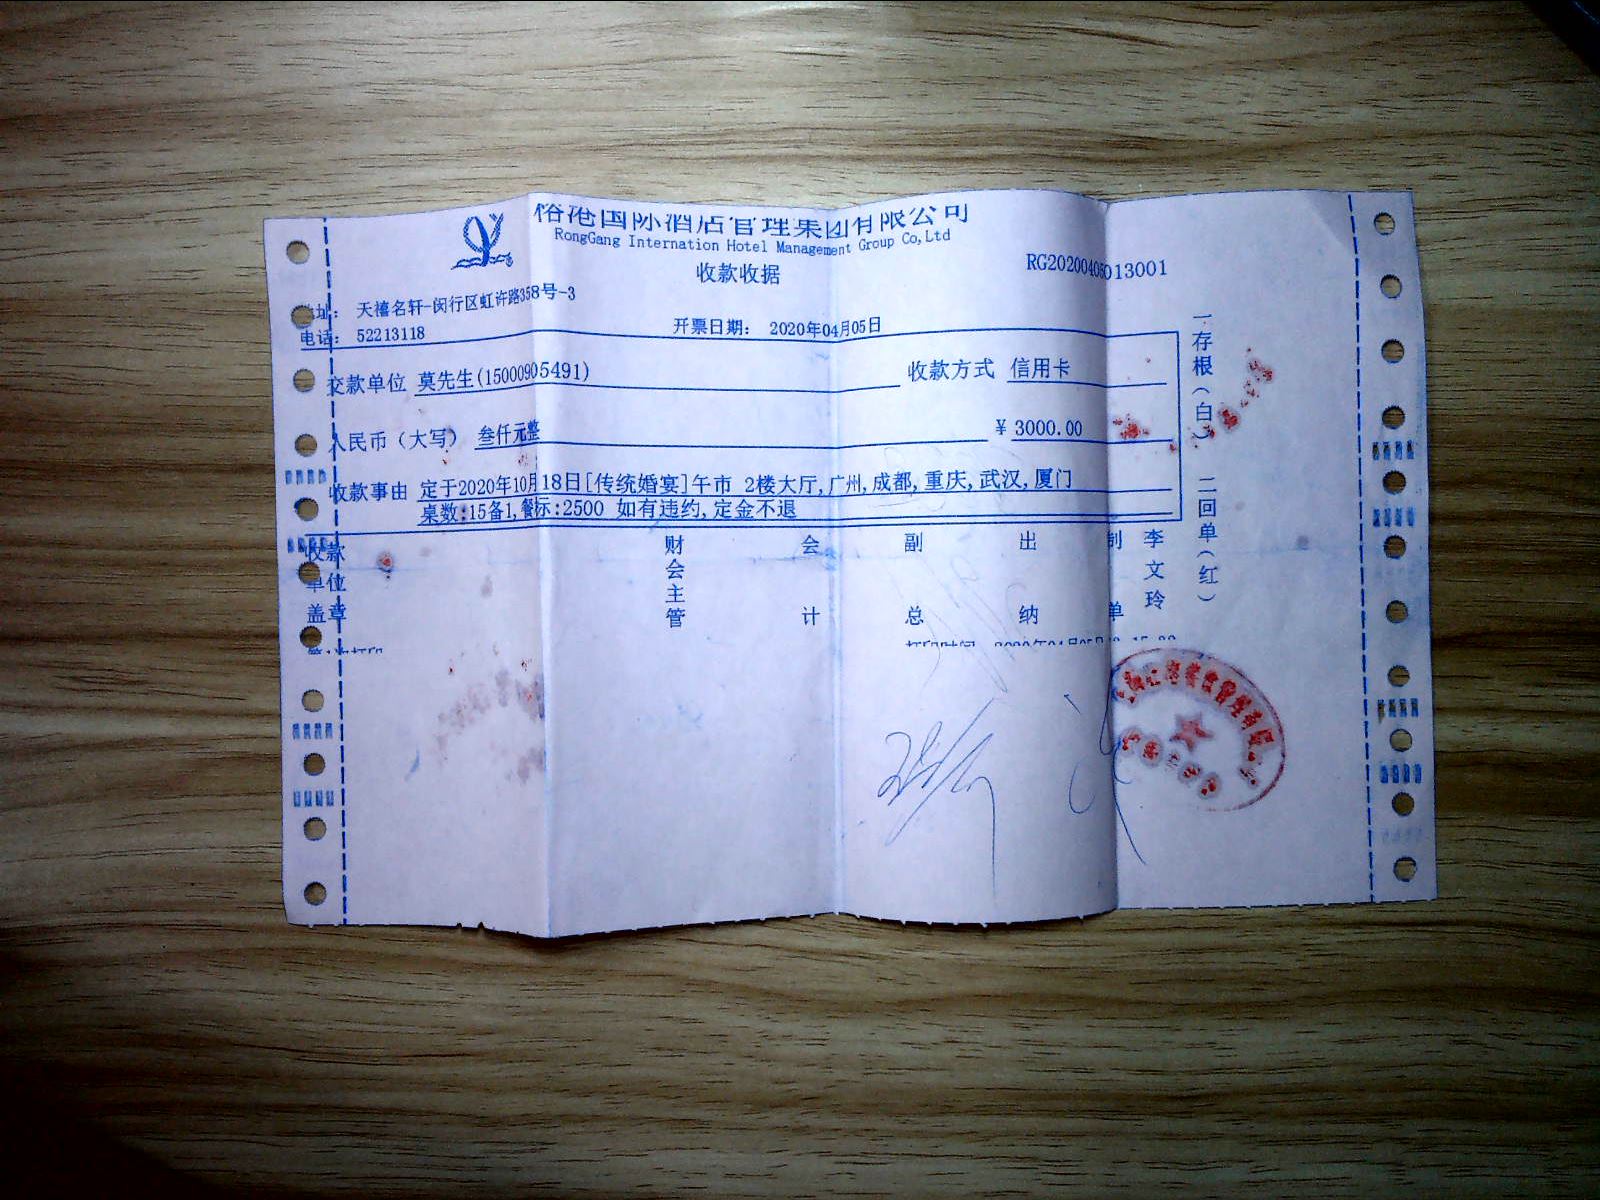 港国际酒店管理集团有限公司
RongGang Internation Hotel Management Group Co,Ltd
收款收据
RG20200405013001
地址: 天禧名轩-闵行区虹许路358号-3
电话: 52213118
开票日期: 2020年04月05日
交款单位 莫先生(15000905491)
收款方式 信用卡
人民币(大写) 叁仟元整
¥ 3000.00
收款事由 定于2020年10月18日[传统婚宴]午市 2楼大厅,广州,成都,重庆,武汉,厦门
桌数:15备1,餐标:2500 如有违约,定金不退
收款单位盖章
财会主管
会计
副总
出纳
制单
李文玲
一存根(白) 二回单(红)